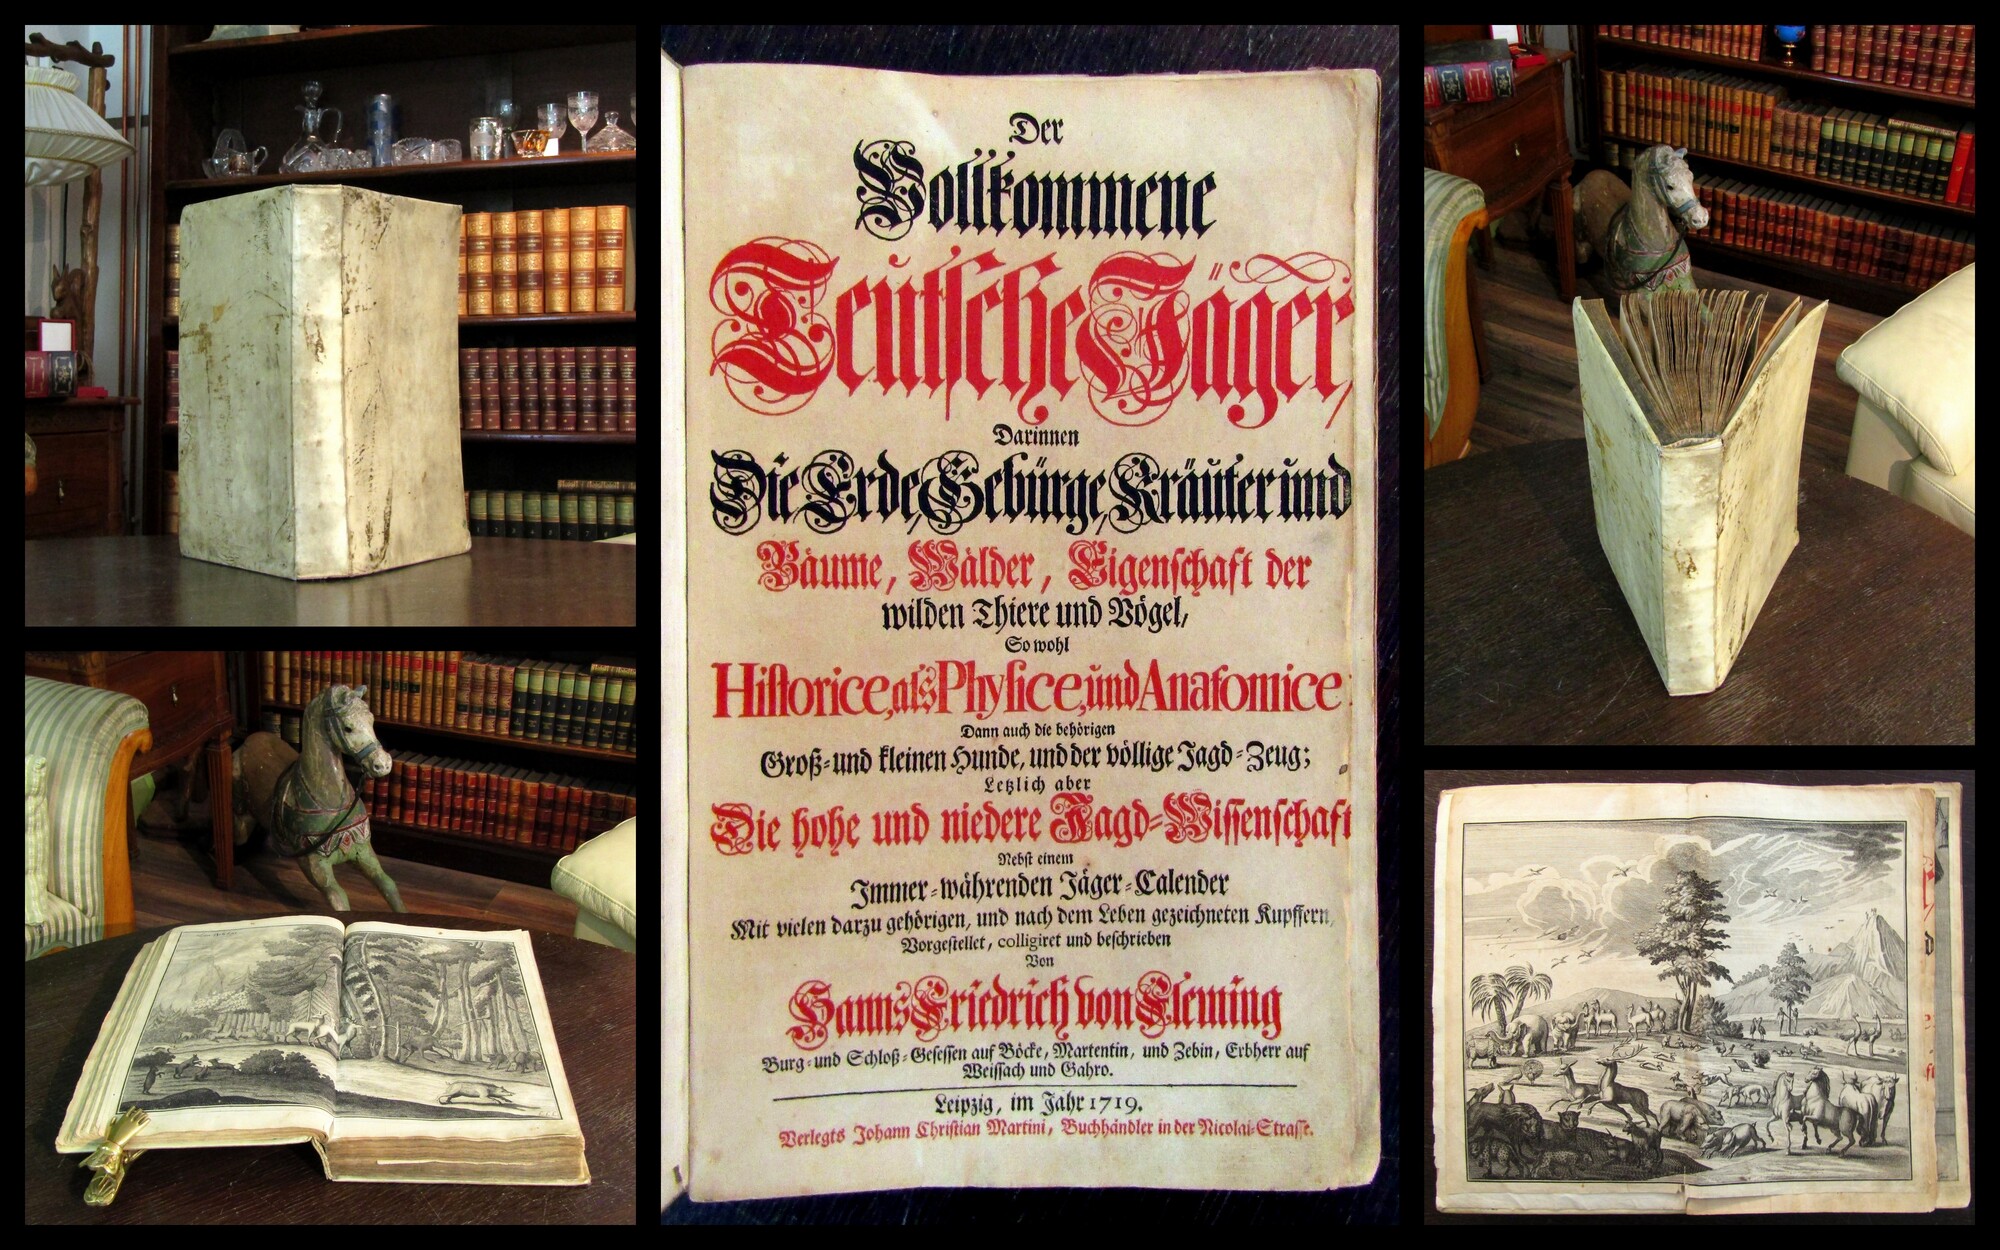 Der
Vollkommene
Teutsche Jäger,
Darinnen
Die Erde, Gebürge, Kräuter und
Bäume, Wälder, Eigenschaft der
wilden Thiere und Vögel,
So wohl
Historice, als Physice, und Anatomice:
Dann auch die behörigen
Groß- und kleinen Hunde, und der völlige Jagd-Zeug;
Letzlich aber
Die hohe und niedere Jagd-Wissenschaft
Nebst einem
Immer-währenden Jäger-Calender
Mit vielen darzu gehörigen, und nach dem Leben gezeichneten Kupffern,
Vorgestellet, colligiret und beschrieben
Von
Hanns Friedrich von Fleming
Burg- und Schloß-Gesessen auf Böcke, Martentin, und Zebin, Erbherr auf
Weissach und Gahro.
Leipzig, im Jahr 1719.
Verlegts Johann Christian Martini, Buchhändler in der Nicolai-Strasse.